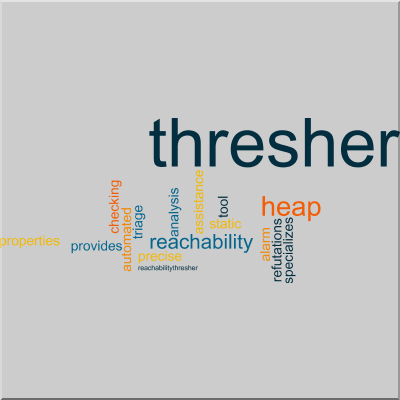 thresher
checking
automated
triage
analysis
assistance
tool
static
heap
properties
provides
reachability
precise
reachabilitythresher
alarm
refutations
specializes